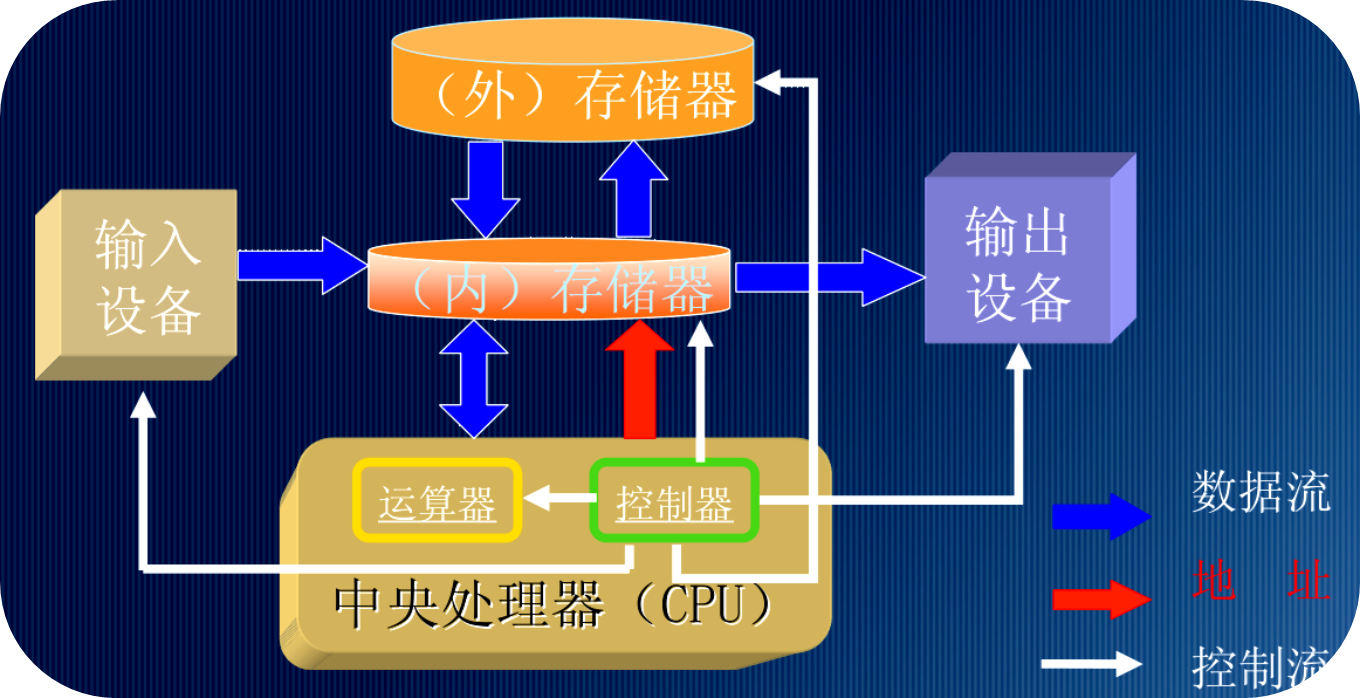 （外）存储器
输入
设备
（内）存储器
输出
设备
运算器
控制器
中央处理器（CPU）
数据流
地 址
控制流